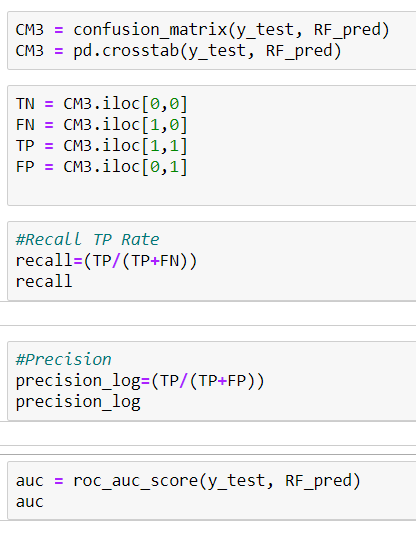 CM3 = confusion_matrix(y_test, RF_pred)
CM3 = pd.crosstab(y_test, RF_pred)
TN = CM3.iloc[0,0]
FN = CM3.iloc[1,0]
TP = CM3.iloc[1,1]
FP = CM3.iloc[0,1]
#Recall TP Rate
recall=(TP/(TP+FN))
recall
#Precision
precision_log=(TP/(TP+FP))
precision_log
auc = roc_auc_score(y_test, RF_pred)
auc